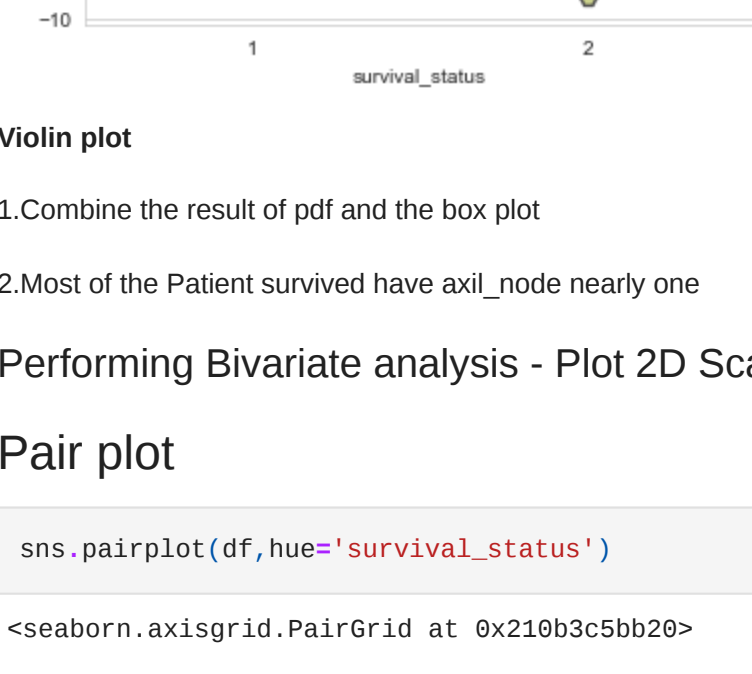 −10
1 2
survival_status
Violin plot
1.Combine the result of pdf and the box plot
2.Most of the Patient survived have axil_node nearly one
Performing Bivariate analysis - Plot 2D
Pair plot
sns.pairplot(df,hue='survival_status')
<seaborn.axisgrid.PairGrid at 0x210b3c5bb20>